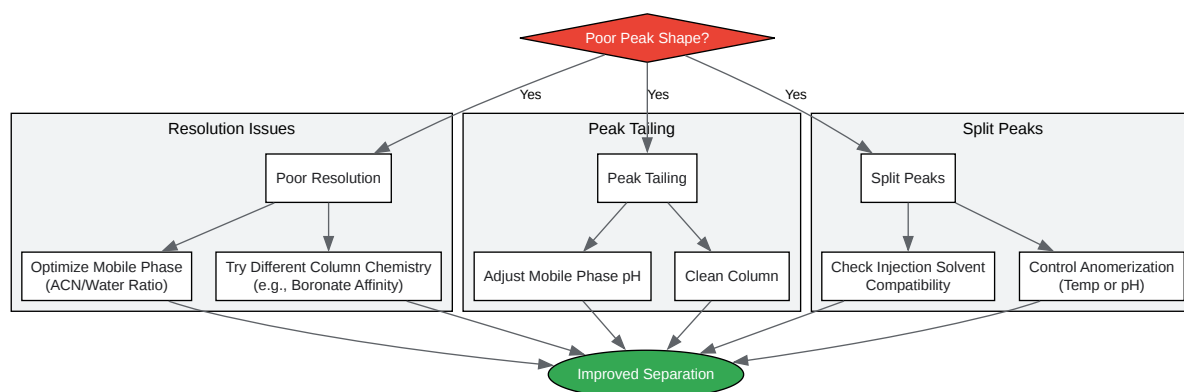 Poor Peak Shape?
Yes
Yes
Yes
Resolution Issues
Peak Tailing
Split Peaks
Poor Resolution
Peak Tailing
Split Peaks
Optimize Mobile Phase
(ACN/Water Ratio)
Try Different Column Chemistry
(e.g., Boronate Affinity)
Adjust Mobile Phase pH
Clean Column
Check Injection Solvent
Compatibility
Control Anomerization
(Temp or pH)
Improved Separation